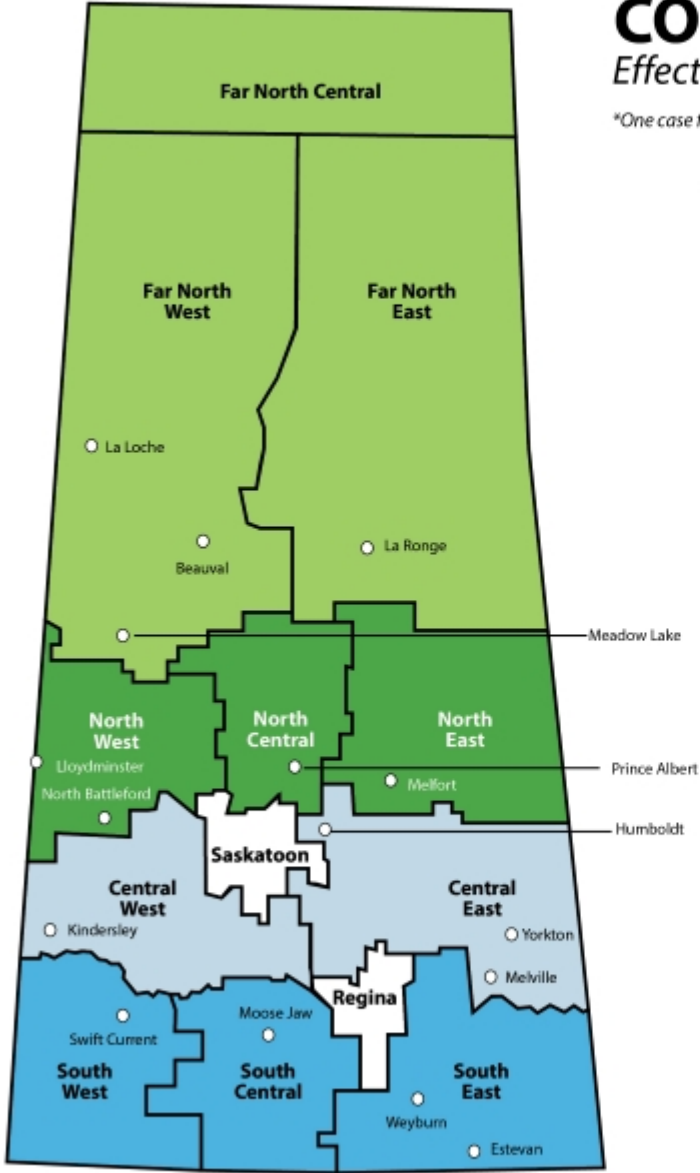 CO
Effect
*One case f
Far North Central
Far North
West
Far North
East
La Loche
Beauval
La Ronge
Meadow Lake
North
West
North
Central
North
East
Lloydminster
Prince Albert
Melfort
North Battleford
Humboldt
Saskatoon
Central
West
Central
East
Kindersley
Yorkton
Melville
Regina
Moose Jaw
Swift Current
South
West
South
Central
South
East
Weyburn
Estevan